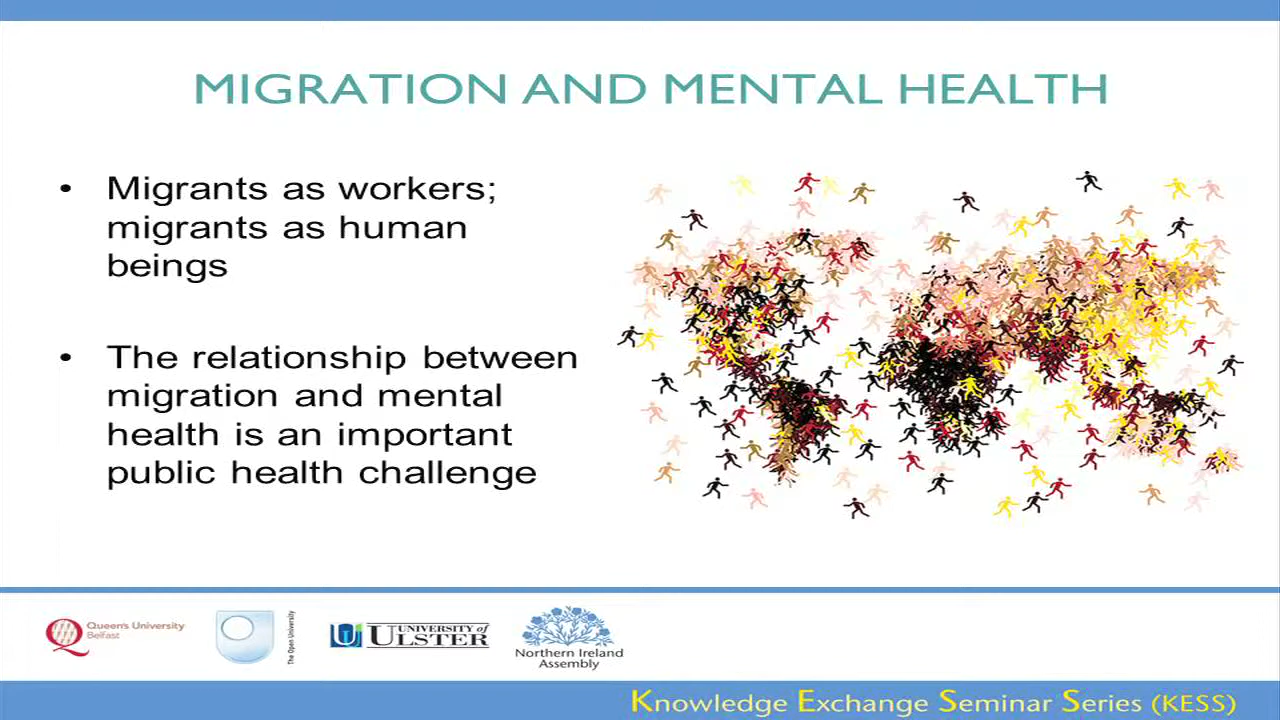 MIGRATION AND MENTAL HEALTH
• Migrants as workers;
migrants as human
beings
• The relationship between
migration and mental
health is an important
public health challenge
Queen's University
Belfast
The Open University
UNIVERSITY of
ULSTER
Northern Ireland
Assembly
Knowledge Exchange Seminar Series (KESS)